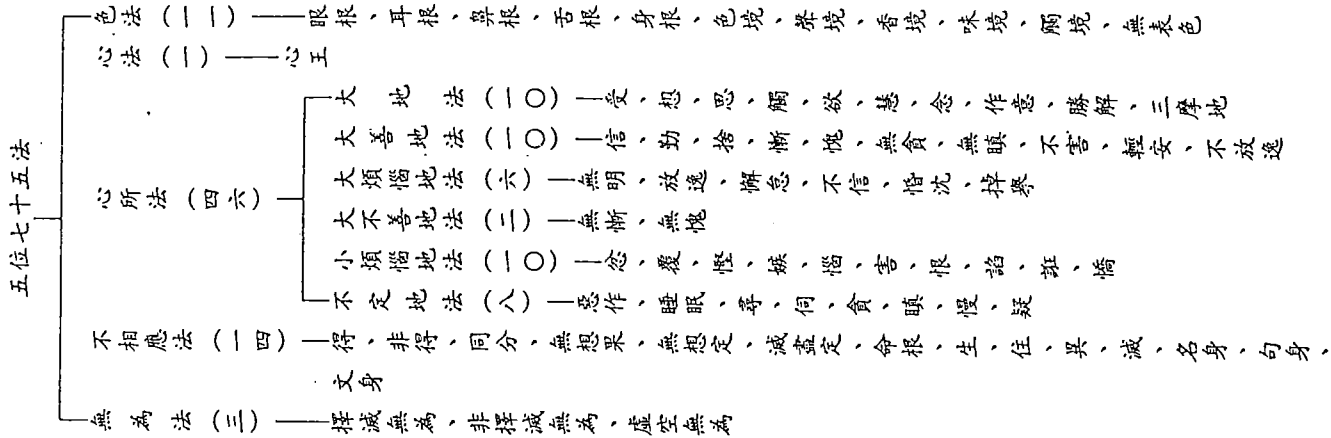 五位七十五法
色法（一一）——眼根、耳根、鼻根、舌根、身根、色境、聲境、香境、味境、觸境、無表色
心法（一）——心王
心所法（四六）
大地法（一〇）—受、想、思、觸、欲、慧、念、作意、勝解、三摩地
大善地法（一〇）—信、勤、捨、慚、愧、無貪、無瞋、不害、輕安、不放逸
大煩惱地法（六）—無明、放逸、懈怠、不信、惛沈、掉舉
大不善地法（二）—無慚、無愧
小煩惱地法（一〇）—忿、覆、慳、嫉、惱、害、恨、諂、誑、憍
不定地法（八）—惡作、睡眠、尋、伺、貪、瞋、慢、疑
不相應法（一四）—得、非得、同分、無想果、無想定、滅盡定、命根、生、住、異、滅、名身、句身、
文身
無為法（三）——擇滅無為、非擇滅無為、虛空無為